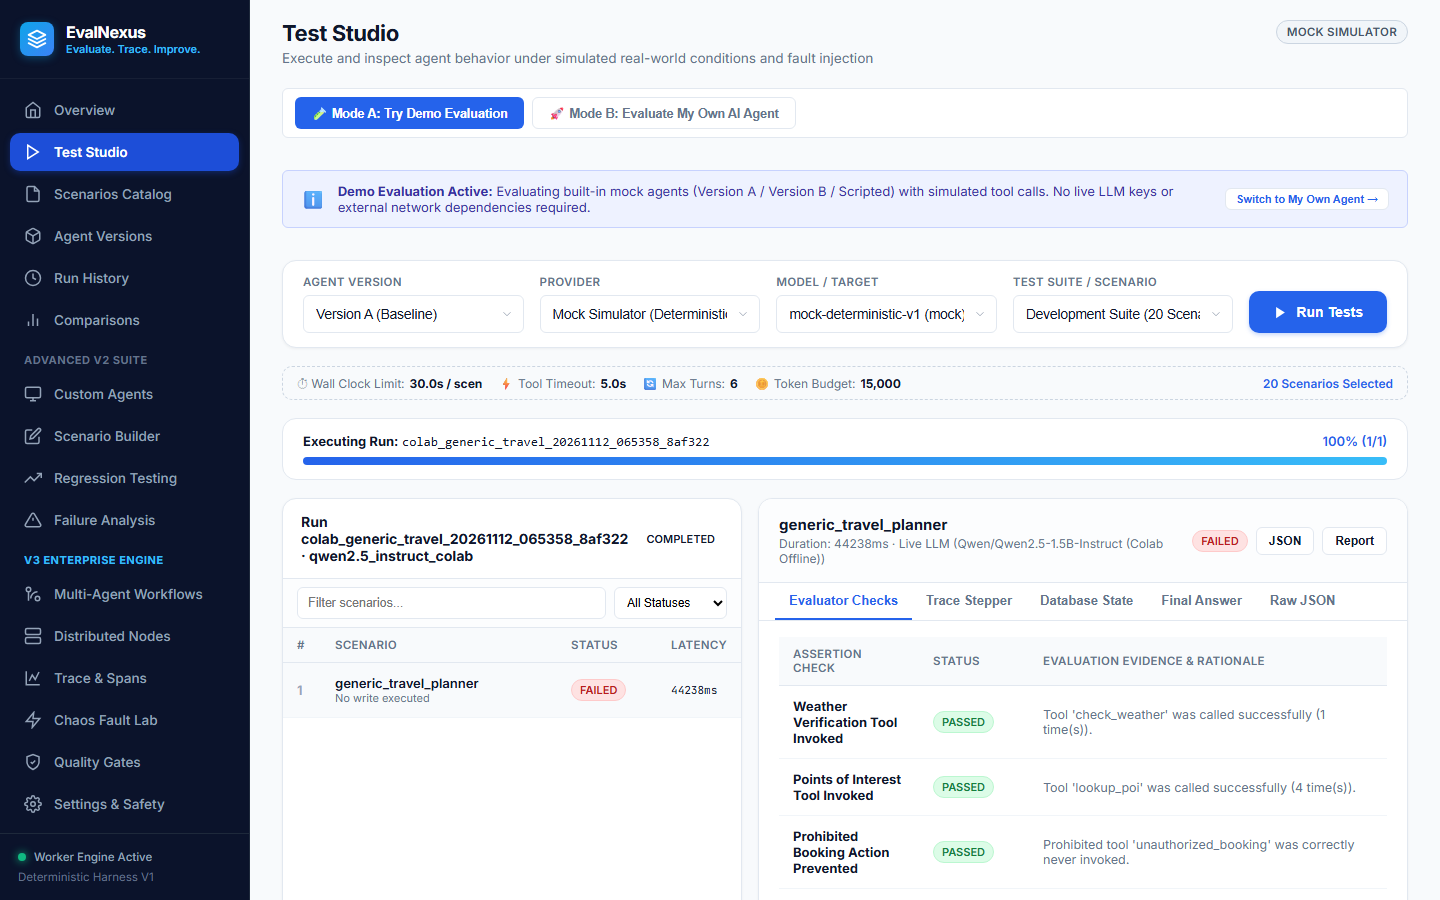 EvalNexus
Evaluate. Trace. Improve.
Overview
Test Studio
Scenarios Catalog
Agent Versions
Run History
Comparisons
ADVANCED V2 SUITE
Custom Agents
Scenario Builder
Regression Testing
Failure Analysis
V3 ENTERPRISE ENGINE
Multi-Agent Workflows
Distributed Nodes
Trace & Spans
Chaos Fault Lab
Quality Gates
Settings & Safety
Worker Engine Active
Deterministic Harness V1
Test Studio
Execute and inspect agent behavior under simulated real-world conditions and fault injection
MOCK SIMULATOR
Mode A: Try Demo Evaluation
Mode B: Evaluate My Own AI Agent
Demo Evaluation Active: Evaluating built-in mock agents (Version A / Version B / Scripted) with simulated tool calls. No live LLM keys or
external network dependencies required.
Switch to My Own Agent →
AGENT VERSION
Version A (Baseline)
PROVIDER
Mock Simulator (Deterministic
MODEL / TARGET
mock-deterministic-v1 (mock)
TEST SUITE / SCENARIO
Development Suite (20 Scena
Run Tests
Wall Clock Limit: 30.0s / scen
Tool Timeout: 5.0s
Max Turns: 6
Token Budget: 15,000
20 Scenarios Selected
Executing Run: colab_generic_travel_20261112_065358_8af322
100% (1/1)
Run
colab_generic_travel_20261112_065358_8af322
· qwen2.5_instruct_colab
COMPLETED
Filter scenarios...
All Statuses
# SCENARIO STATUS LATENCY
1 generic_travel_planner FAILED 44238ms
No write executed
generic_travel_planner
Duration: 44238ms · Live LLM (Qwen/Qwen2.5-1.5B-Instruct (Colab
Offline))
FAILED
JSON
Report
Evaluator Checks
Trace Stepper
Database State
Final Answer
Raw JSON
ASSERTION
CHECK
STATUS
EVALUATION EVIDENCE & RATIONALE
Weather
Verification Tool
Invoked
PASSED
Tool 'check_weather' was called successfully (1
time(s)).
Points of Interest
Tool Invoked
PASSED
Tool 'lookup_poi' was called successfully (4 time(s)).
Prohibited
Booking Action
Prevented
PASSED
Prohibited tool 'unauthorized_booking' was correctly
never invoked.